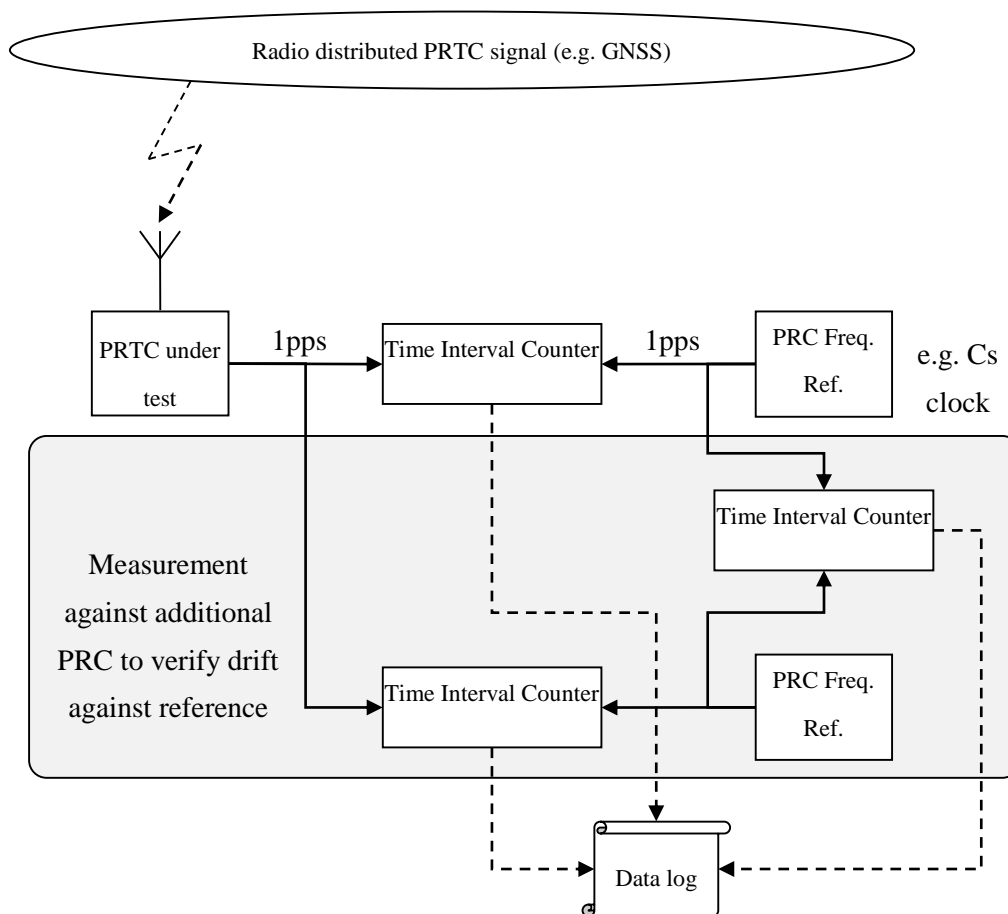 Radio distributed PRTC signal (e.g. GNSS)
PRTC under
test
1pps
Time Interval Counter
1pps
PRC Freq.
Ref.
e.g. Cs
clock
Time Interval Counter
Measurement
against additional
PRC to verify drift
against reference
Time Interval Counter
PRC Freq.
Ref.
Data log